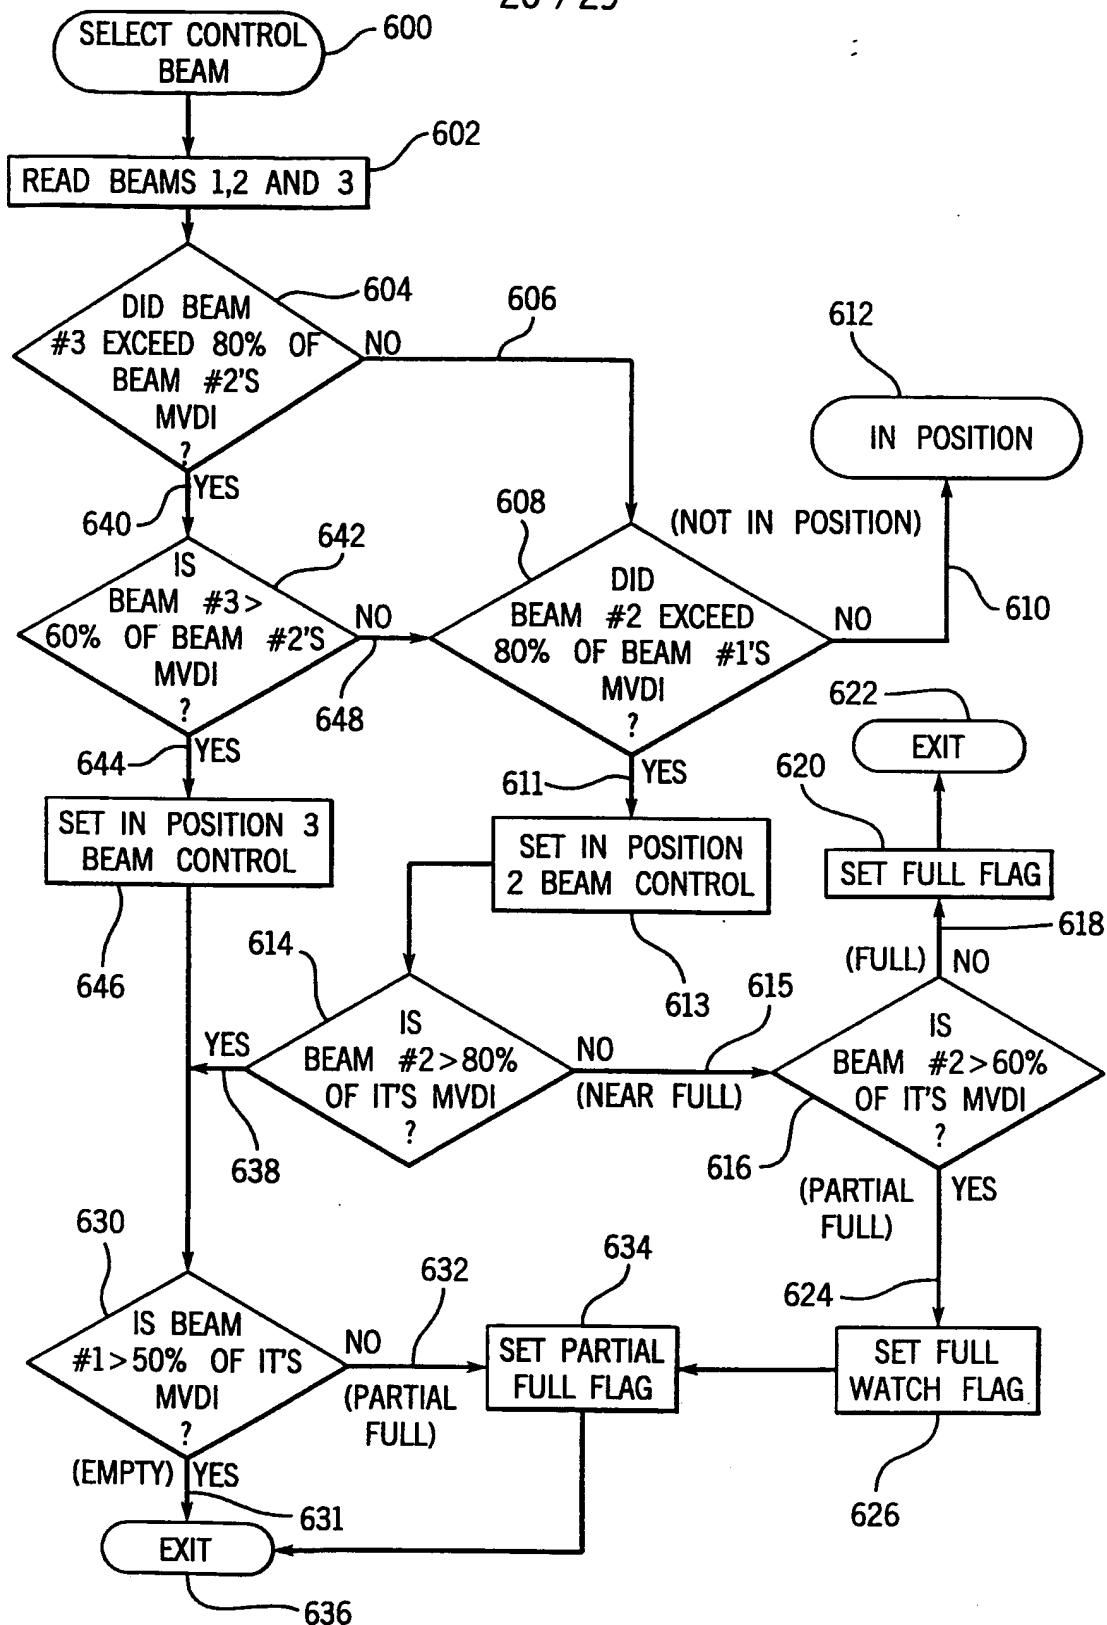 SELECT CONTROL
BEAM
600
READ BEAMS 1,2 AND 3
602
DID BEAM
#3 EXCEED 80% OF
BEAM #2'S
MVDI
?
604
NO
606
YES
640
612
IN POSITION
(NOT IN POSITION)
610
608
DID
BEAM #2 EXCEED
80% OF BEAM #1'S
MVDI
?
NO
642
IS
BEAM #3 >
60% OF BEAM #2'S
MVDI
?
NO
648
YES
644
611
YES
622
EXIT
620
SET FULL FLAG
618
(FULL)
NO
SET IN POSITION 3
BEAM CONTROL
646
SET IN POSITION
2 BEAM CONTROL
613
614
IS
BEAM #2 > 80%
OF IT'S MVDI
?
YES
638
NO
(NEAR FULL)
615
IS
BEAM #2 > 60%
OF IT'S MVDI
?
616
(PARTIAL
FULL)
YES
624
SET FULL
WATCH FLAG
626
630
IS BEAM
#1 > 50% OF IT'S
MVDI
?
NO
632
(PARTIAL
FULL)
634
SET PARTIAL
FULL FLAG
(EMPTY)
YES
631
EXIT
636